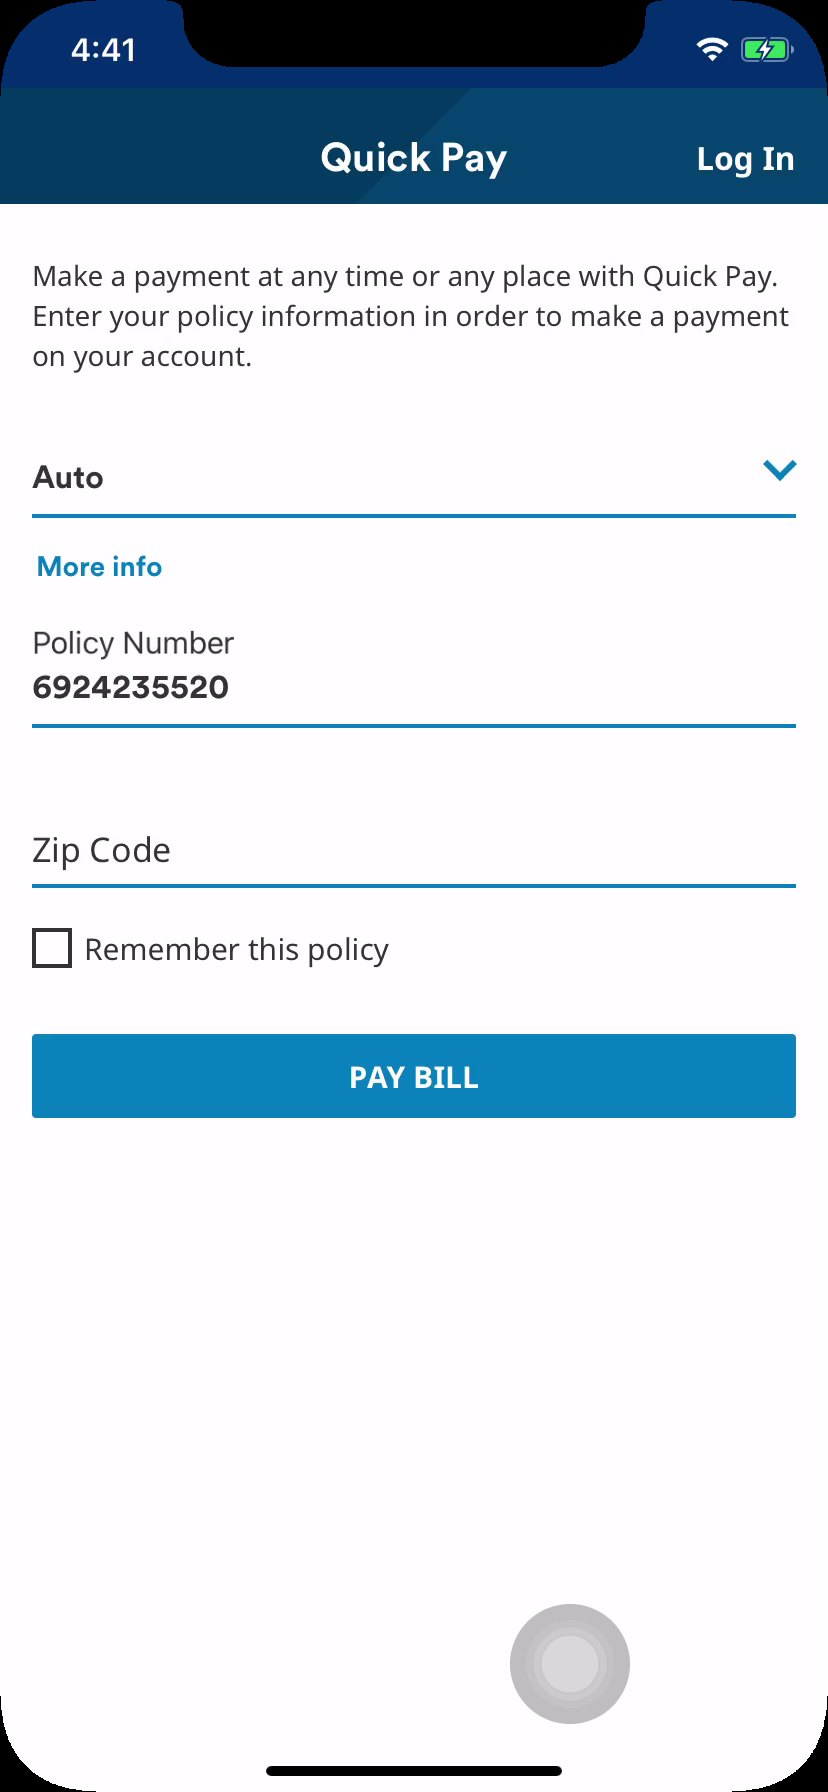 4:41
Quick Pay
Log In
Make a payment at any time or any place with Quick Pay.
Enter your policy information in order to make a payment
on your account.
Auto
More info
Policy Number
6924235520
Zip Code
Remember this policy
PAY BILL